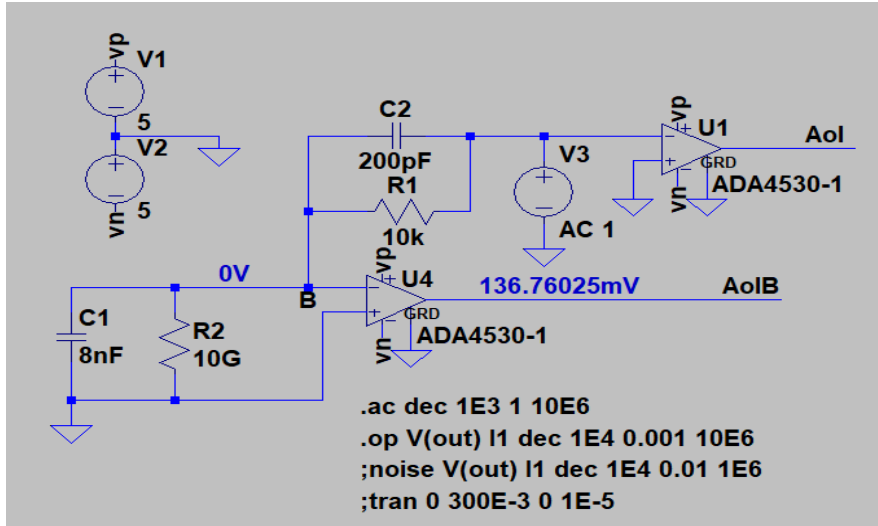 vp
V1
5
V2
vn
5
C2
200pF
R1
10k
V3
AC 1
vp
U1
AoI
GRD
ADA4530-1
vn
0V
B
vp
U4
136.76025mV
AoIB
GRD
ADA4530-1
vn
C1
8nF
R2
10G
.ac dec 1E3 1 10E6
.op V(out) I1 dec 1E4 0.001 10E6
;noise V(out) I1 dec 1E4 0.01 1E6
;tran 0 300E-3 0 1E-5